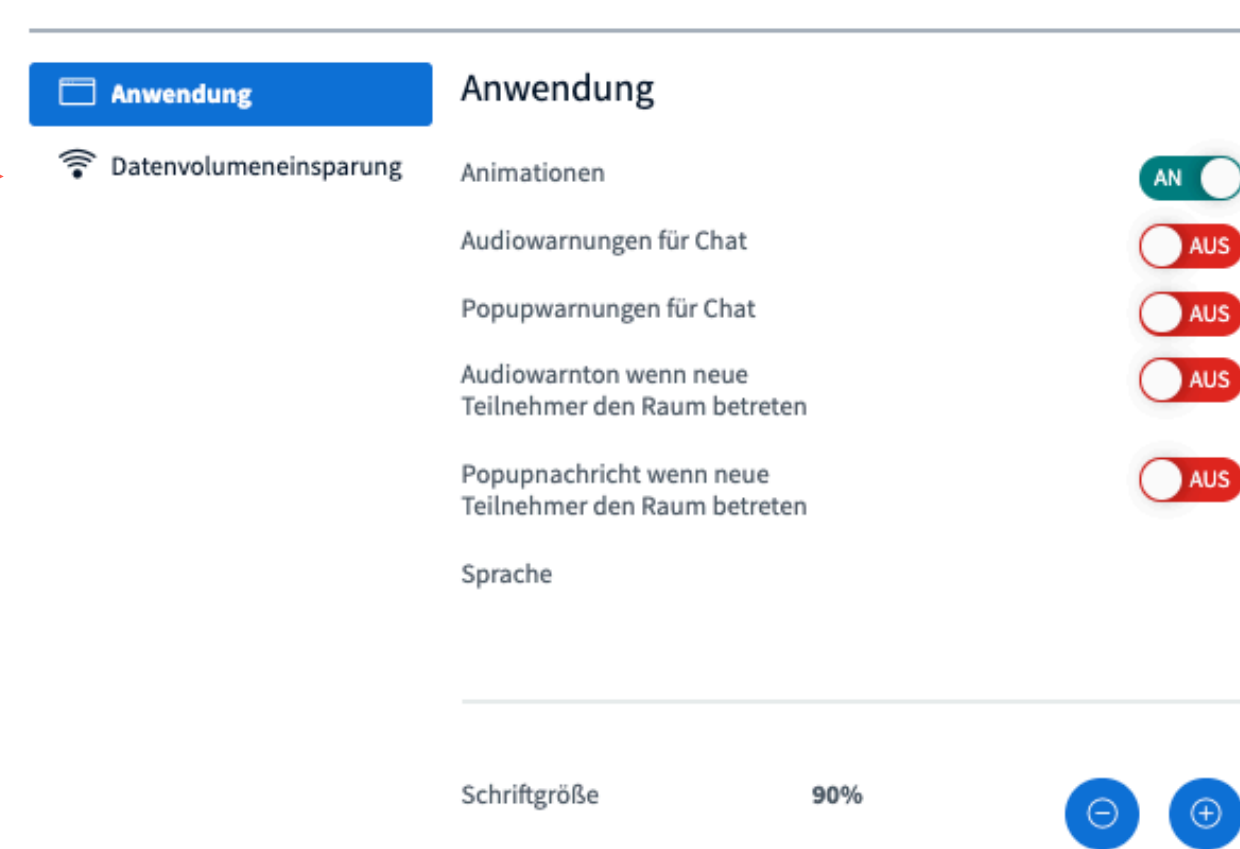 Anwendung
Datenvolumeneinsparung
Anwendung
Animationen
AN
Audiowarnungen für Chat
AUS
Popupwarnungen für Chat
AUS
Audiowarnton wenn neue
Teilnehmer den Raum betreten
AUS
Popupnachricht wenn neue
Teilnehmer den Raum betreten
AUS
Sprache
Schriftgröße 90%